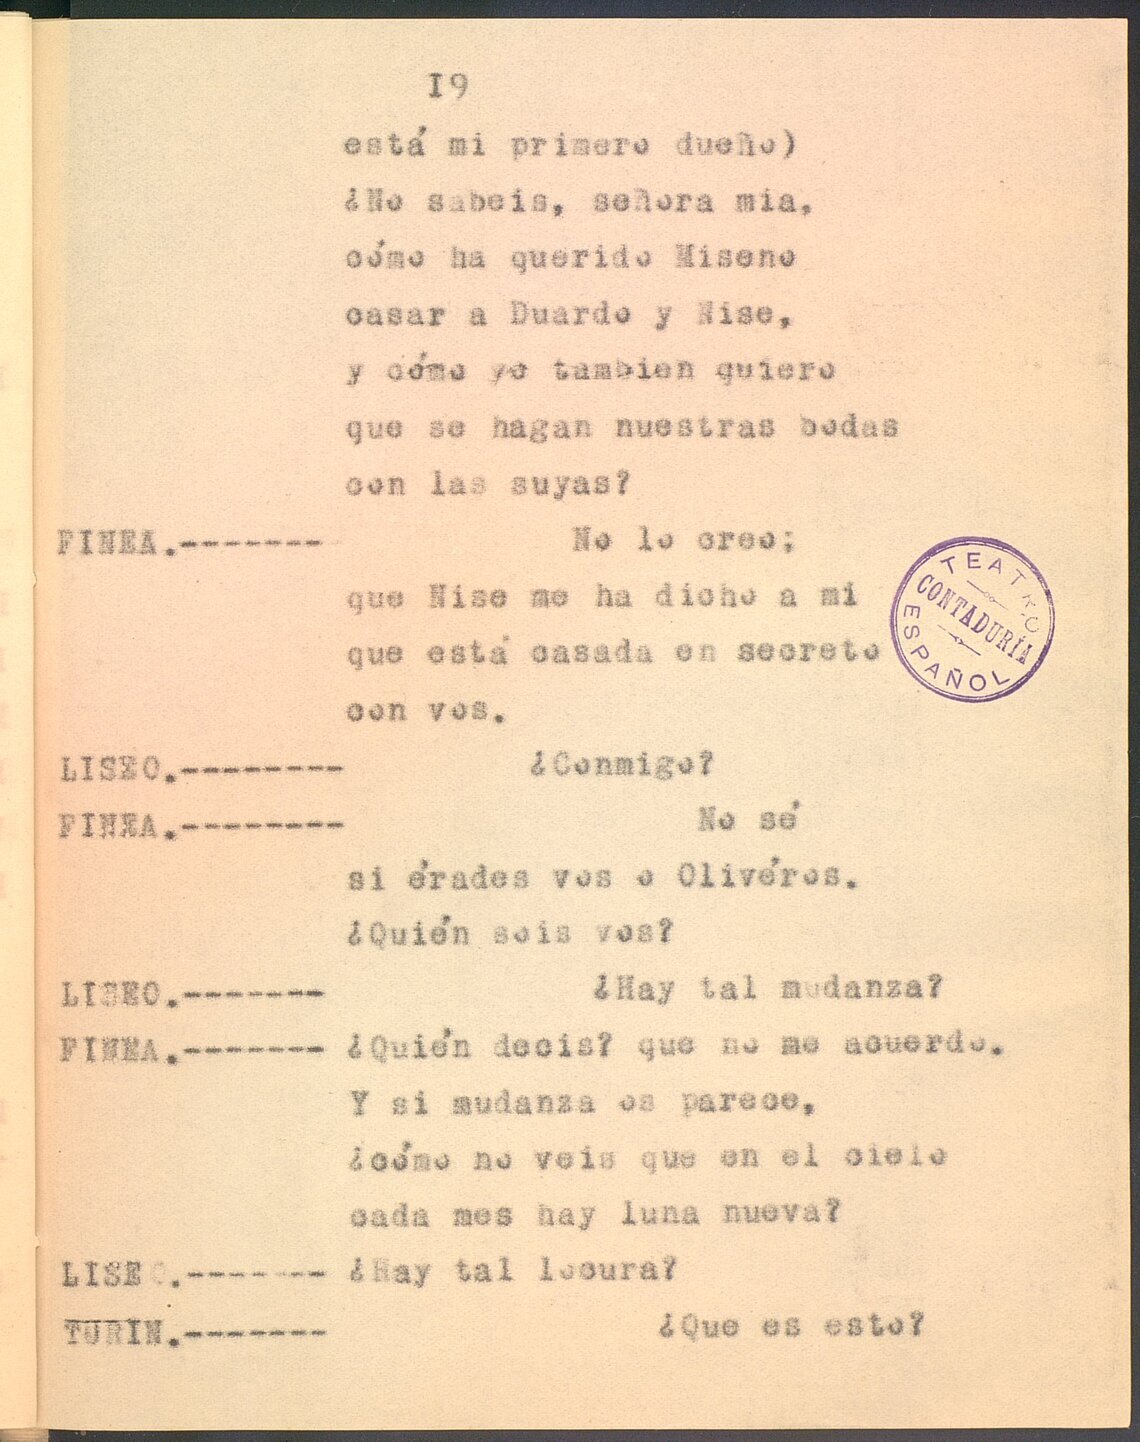 I9
está mi primero dueño)
¿No sabeis, señora mia,
cómo ha querido Miseno
casar a Duardo y Nise,
y cómo yo tambien quiero
que se hagan nuestras bodas
con las suyas?
FINEA.------- No lo creo;
que Nise me ha dicho a mi
que está casada en secreto
con vos.
LISEO.-------- ¿Conmigo?
FINEA.-------- No sé
si érades vos o Olivéros.
¿Quién sois vos?
LISEO.------- ¿Hay tal mudanza?
FINEA.------- ¿Quién decis? que no me acuerdo.
Y si mudanza os parece,
¿cómo no veis que en el cielo
cada mes hay luna nueva?
LISEO.------- ¿Hay tal locura?
TURIN.------- ¿Que es esto?
TEATRO
CONTADURÍA
ESPAÑOL